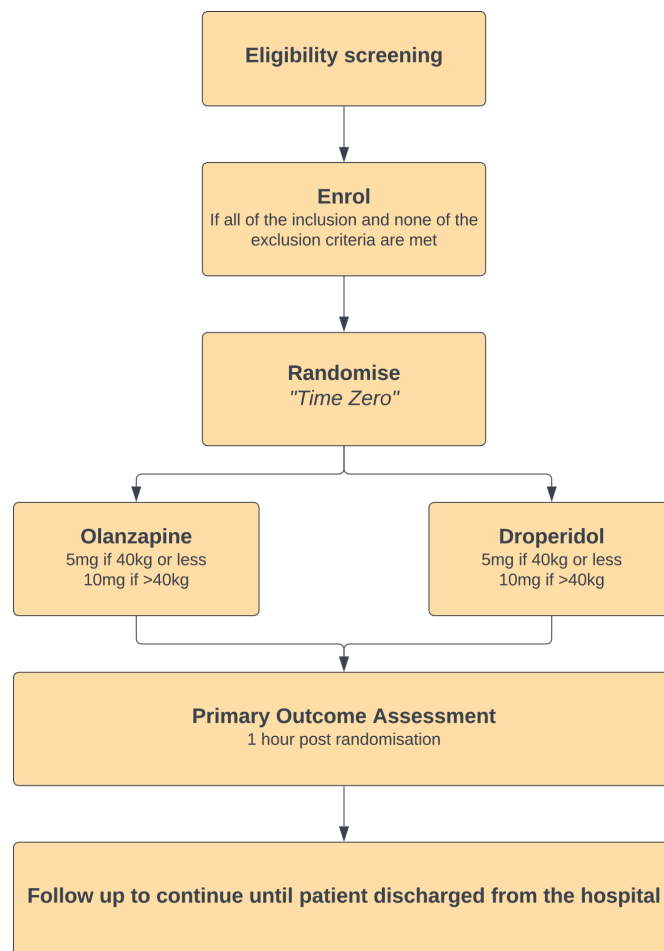 Eligibility screening
Enrol
If all of the inclusion and none of the
exclusion criteria are met
Randomise
"Time Zero"
Olanzapine
5mg if 40kg or less
10mg if >40kg
Droperidol
5mg if 40kg or less
10mg if >40kg
Primary Outcome Assessment
1 hour post randomisation
Follow up to continue until patient discharged from the hospital